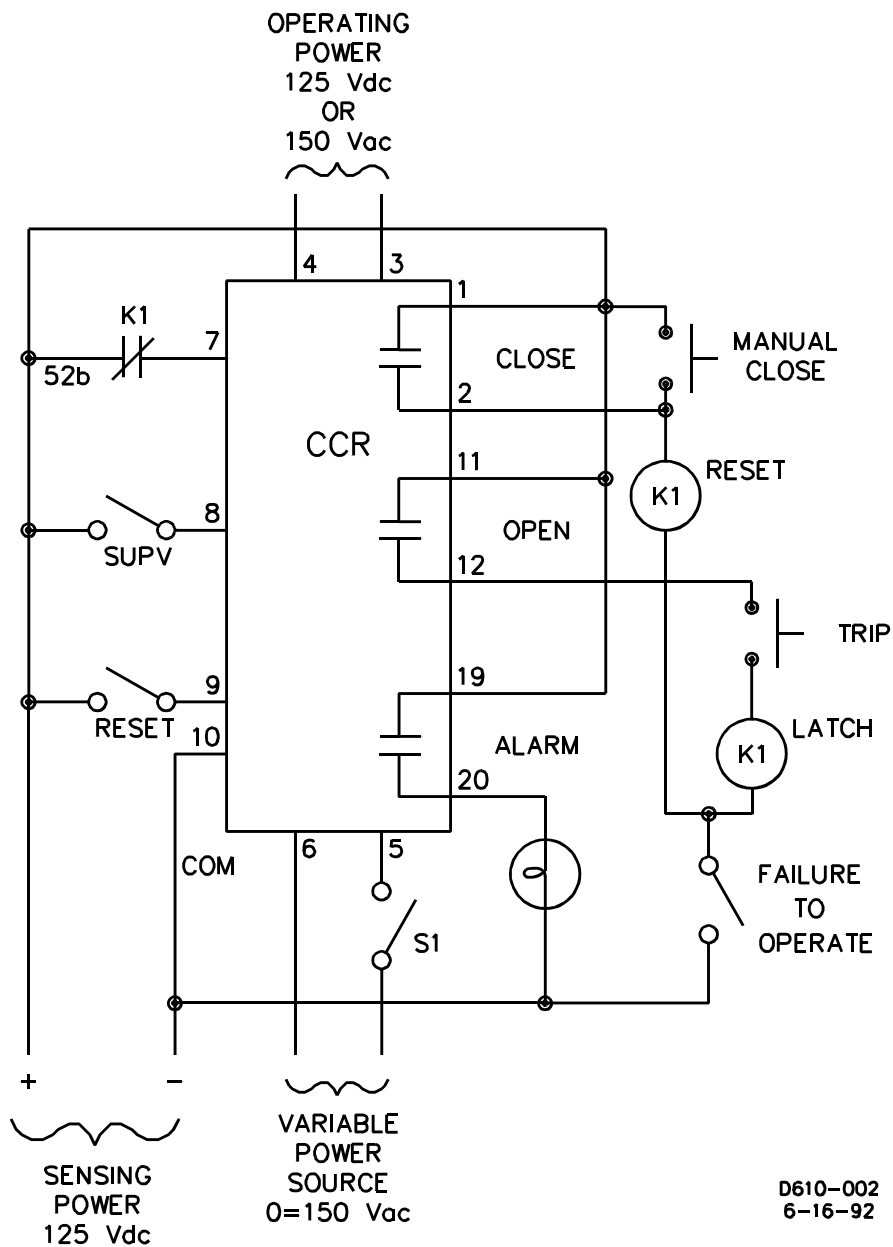 OPERATING
POWER
125 Vdc
OR
150 Vac
4
3
1
K1
7
52b
CLOSE
MANUAL
CLOSE
2
CCR
11
RESET
K1
8
SUPV
OPEN
12
TRIP
9
RESET
19
10
ALARM
LATCH
K1
20
COM
6
5
S1
FAILURE
TO
OPERATE
+
-
SENSING
POWER
125 Vdc
VARIABLE
POWER
SOURCE
0=150 Vac
D610-002
6-16-92